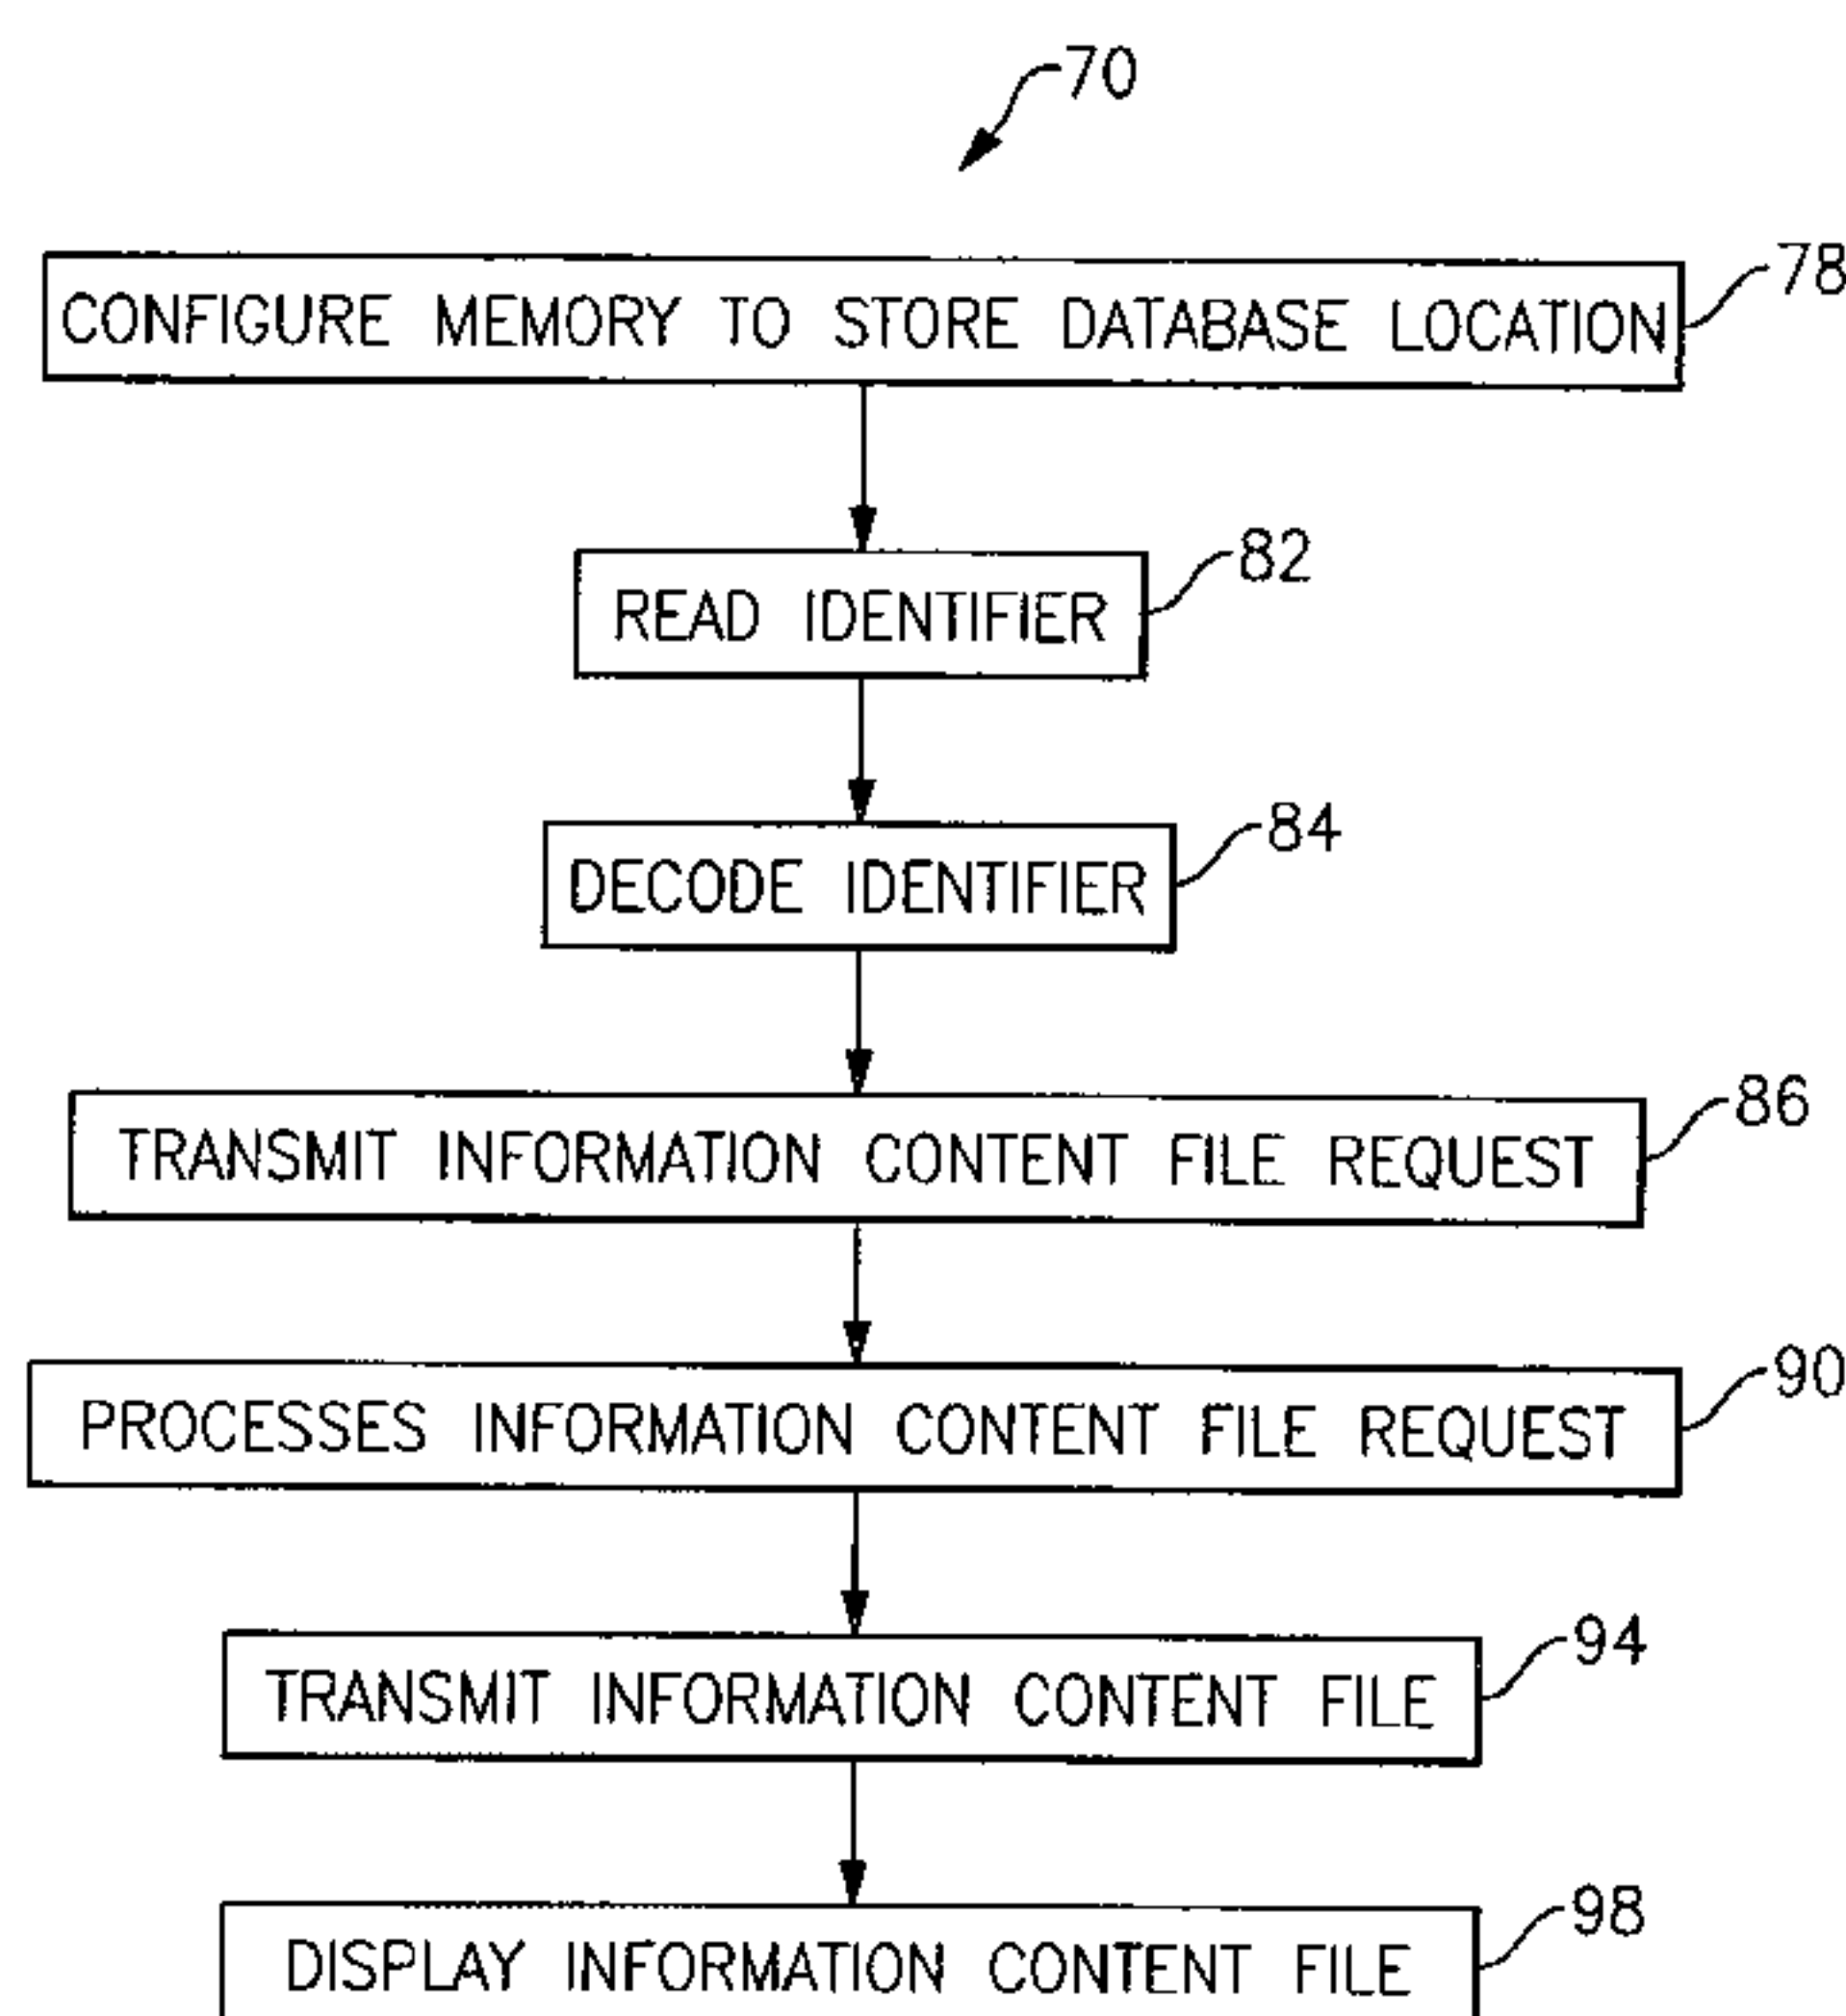 70
CONFIGURE MEMORY TO STORE DATABASE LOCATION
78
READ IDENTIFIER
82
DECODE IDENTIFIER
84
TRANSMIT INFORMATION CONTENT FILE REQUEST
86
PROCESSES INFORMATION CONTENT FILE REQUEST
90
TRANSMIT INFORMATION CONTENT FILE
94
DISPLAY INFORMATION CONTENT FILE
98